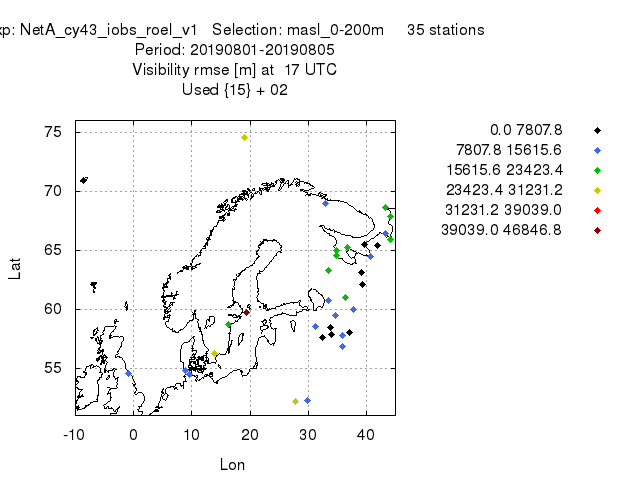 xp: NetA_cy43_iobs_roel_v1 Selection: masl_0-200m 35 stations
Period: 20190801-20190805
Visibility rmse [m] at 17 UTC
Used {15} + 02
0.0 7807.8
7807.8 15615.6
15615.6 23423.4
23423.4 31231.2
31231.2 39039.0
39039.0 46846.8
75
70
65
60
55
Lat
-10 0 10 20 30 40
Lon